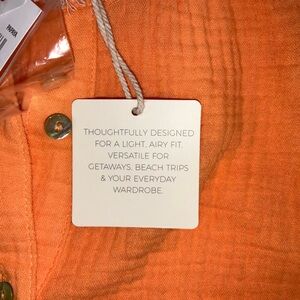 THOUGHTFULLY DESIGNED
FOR A LIGHT, AIRY FIT.
VERSATILE FOR
GETAWAYS, BEACH TRIPS
& YOUR EVERYDAY
WARDROBE.